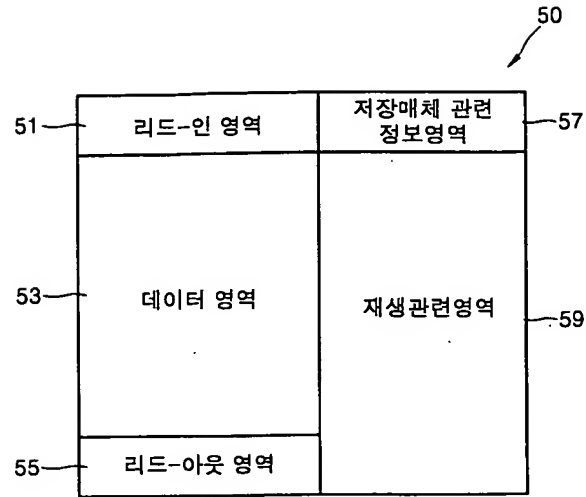 50
51
리드-인 영역
저장매체 관련
정보영역
57
53
데이터 영역
재생관련영역
59
55
리드-아웃 영역